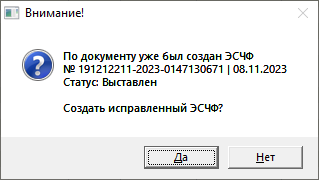 Внимание!
По документу уже был создан ЭСЧФ
№ 191212211-2023-0147130671 | 08.11.2023
Статус: Выставлен
Создать исправленный ЭСЧФ?
Да
Нет